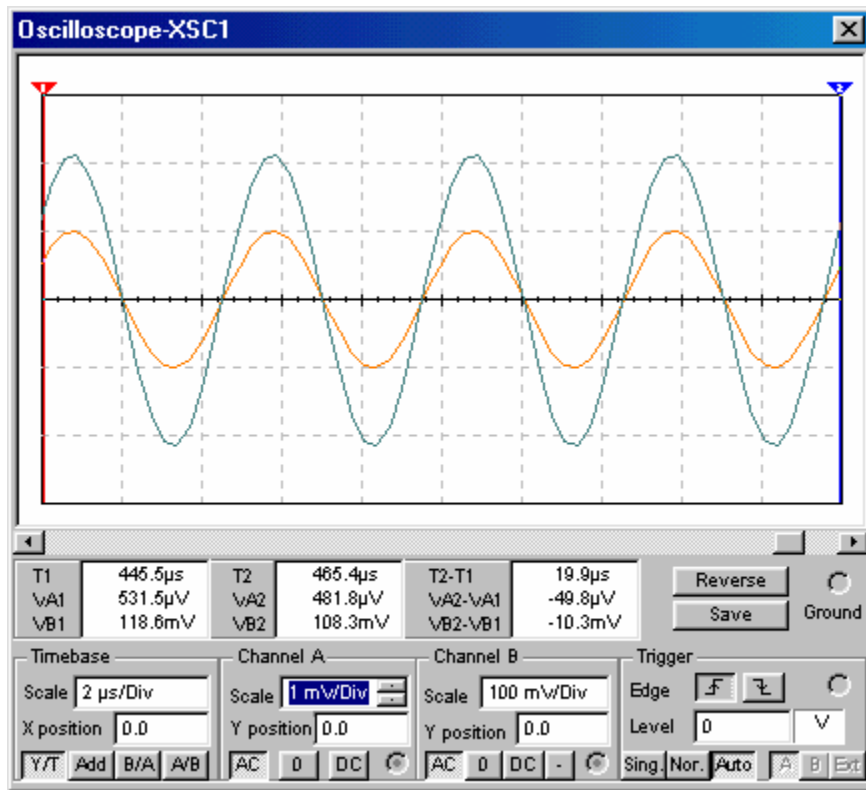 Oscilloscope-XSC1
1 2
T1 445.5µs T2 465.4µs T2-T1 19.9µs
VA1 531.5µV VA2 481.8µV VA2-VA1 -49.8µV
VB1 118.6mV VB2 108.3mV VB2-VB1 -10.3mV
Reverse
Save
Ground
Timebase
Scale 2 µs/Div
X position 0.0
Y/T Add B/A A/B
Channel A
Scale 1 mV/Div
Y position 0.0
AC 0 DC
Channel B
Scale 100 mV/Div
Y position 0.0
AC 0 DC -
Trigger
Edge
Level 0 V
Sing. Nor. Auto A B Ext